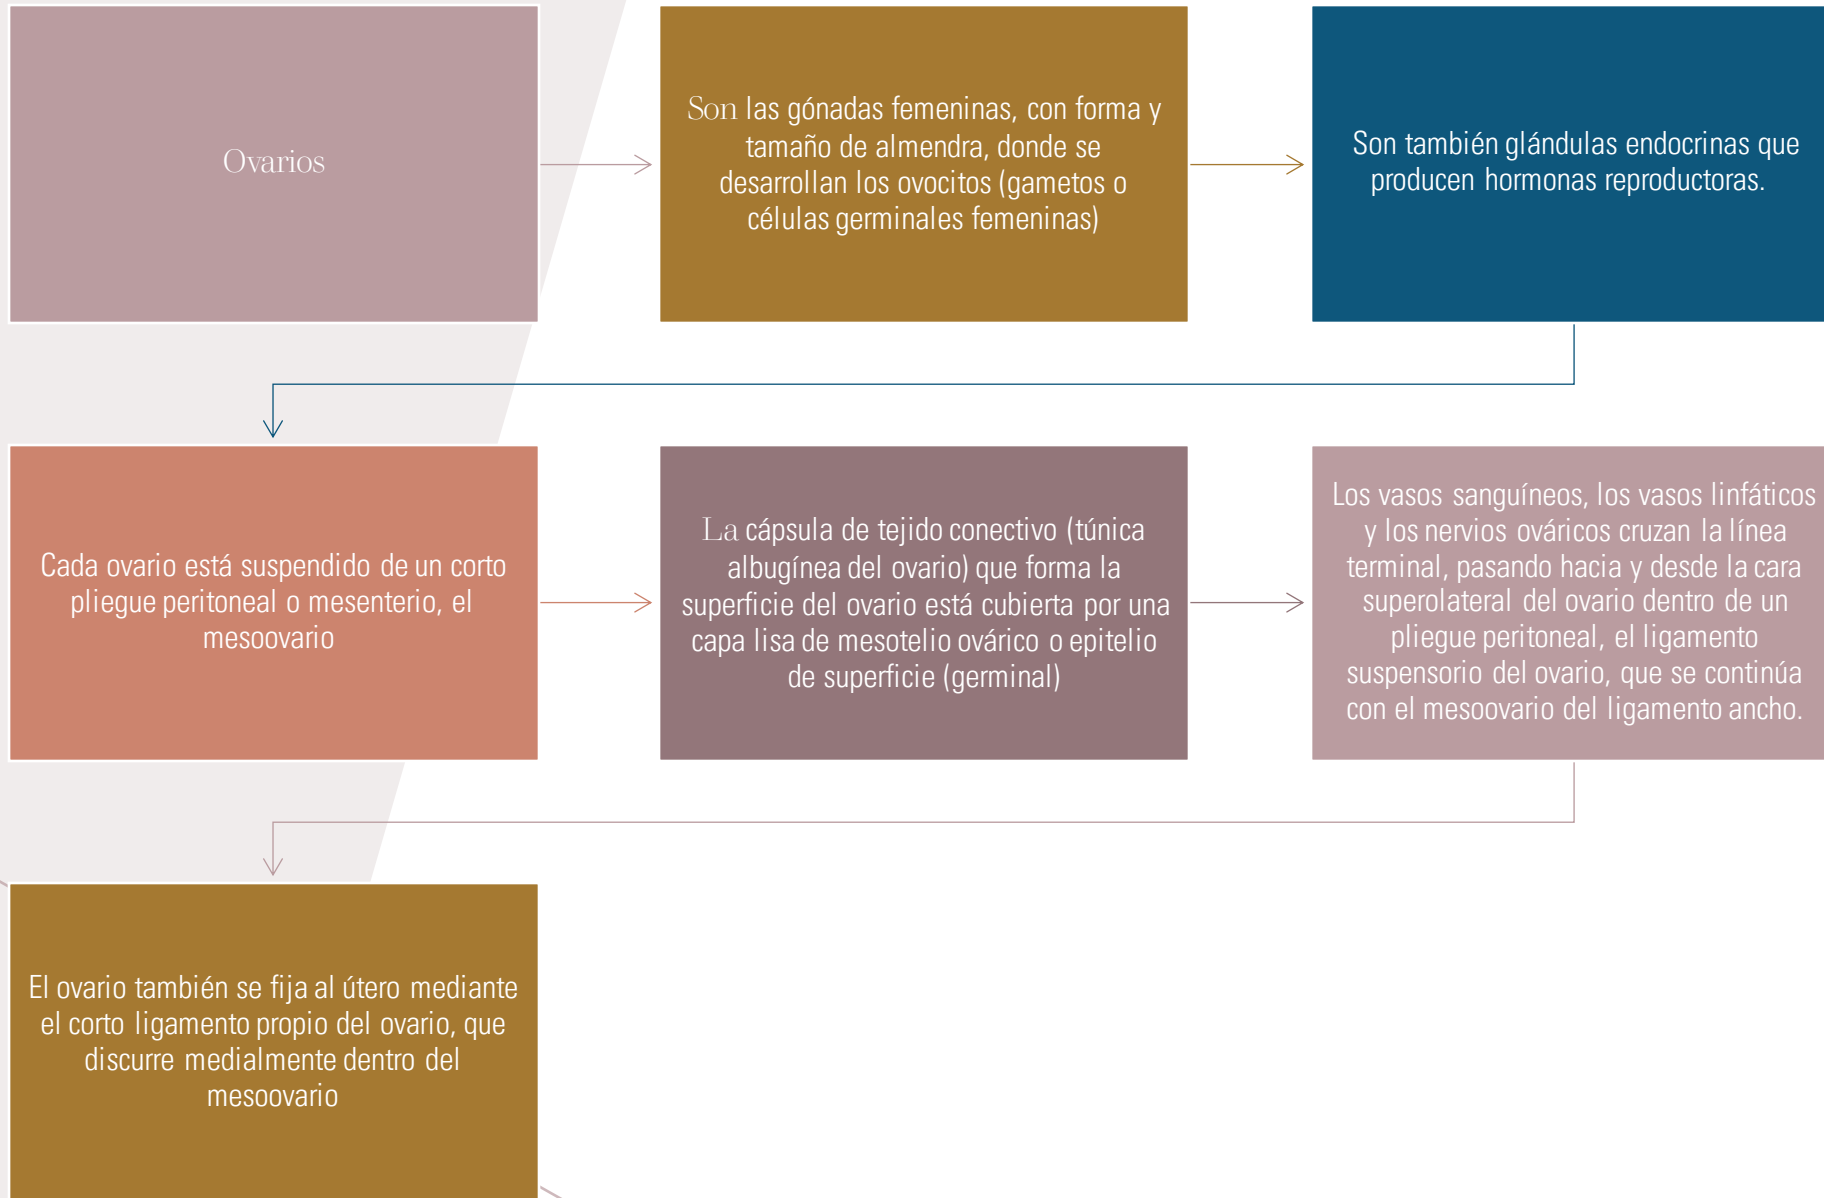 Ovarios
Son las gónadas femeninas, con forma y
tamaño de almendra, donde se
desarrollan los ovocitos (gametos o
células germinales femeninas)
Son también glándulas endocrinas que
producen hormonas reproductoras.
Cada ovario está suspendido de un corto
pliegue peritoneal o mesenterio, el
mesoovario
La cápsula de tejido conectivo (túnica
albugínea del ovario) que forma la
superficie del ovario está cubierta por una
capa lisa de mesotelio ovárico o epitelio
de superficie (germinal)
Los vasos sanguíneos, los vasos linfáticos
y los nervios ováricos cruzan la línea
terminal, pasando hacia y desde la cara
superolateral del ovario dentro de un
pliegue peritoneal, el ligamento
suspensorio del ovario, que se continúa
con el mesoovario del ligamento ancho.
El ovario también se fija al útero mediante
el corto ligamento propio del ovario, que
discurre medialmente dentro del
mesoovario